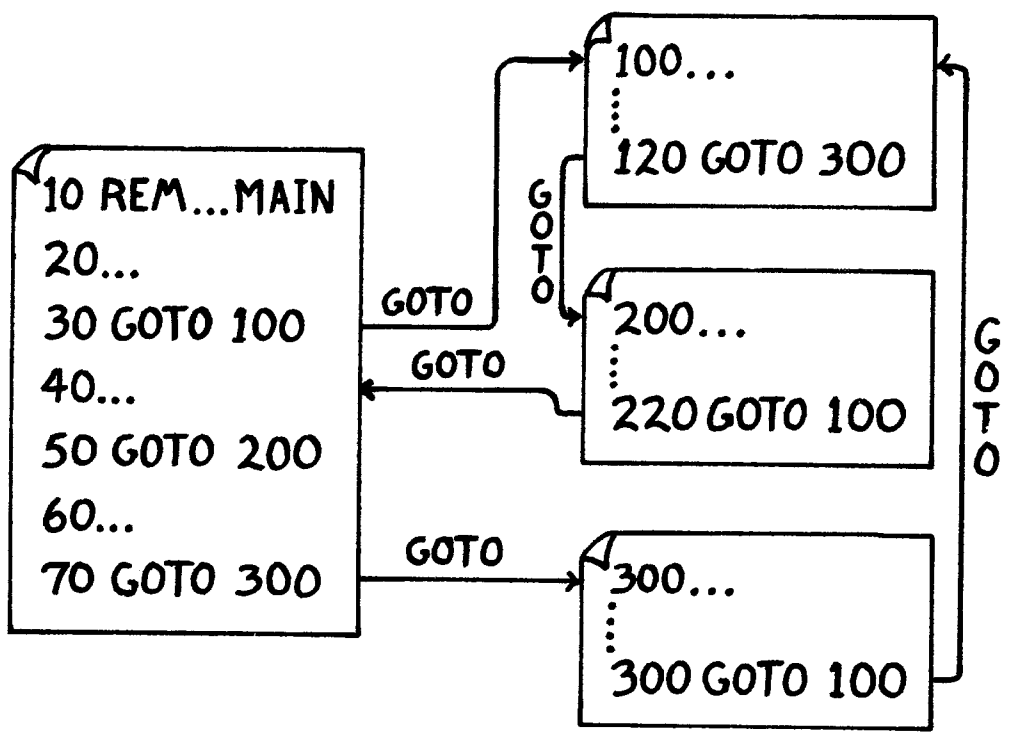 10 REM...MAIN
20...
30 GOTO 100
40...
50 GOTO 200
60...
70 GOTO 300
GOTO
GOTO
GOTO
100...
120 GOTO 300
GOTO
200...
220 GOTO 100
300...
300 GOTO 100
GOTO